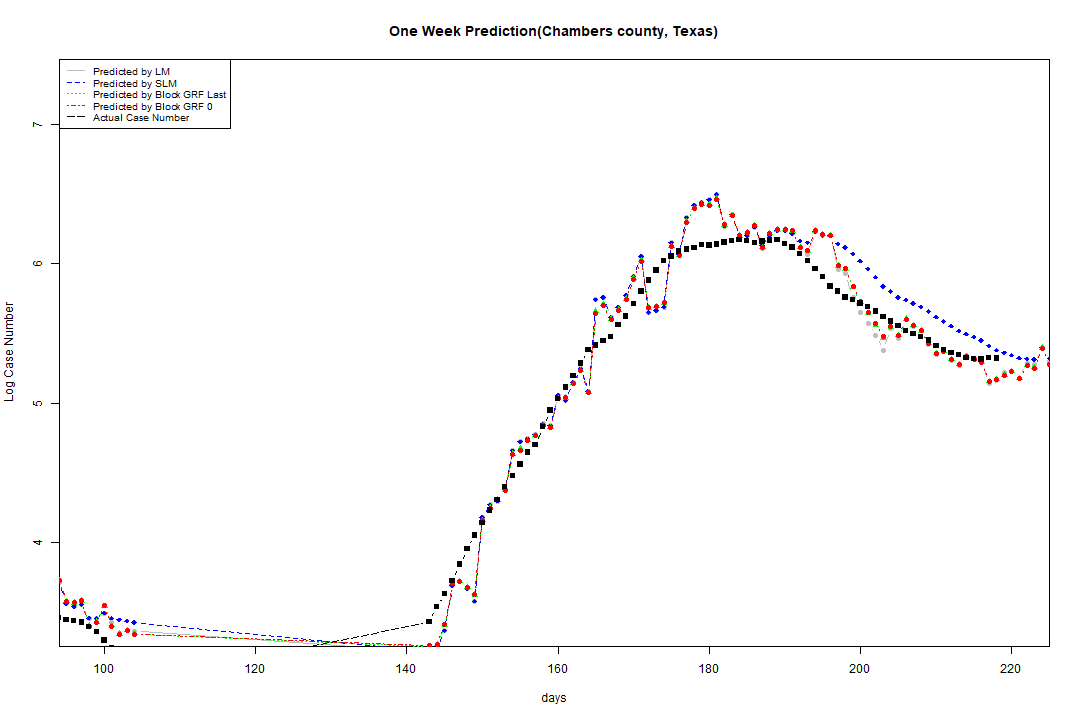 One Week Prediction(Chambers county, Texas)
Predicted by LM
Predicted by SLM
Predicted by Block GRF Last
Predicted by Block GRF 0
Actual Case Number
7
6
5
4
Log Case Number
100 120 140 160 180 200 220
days